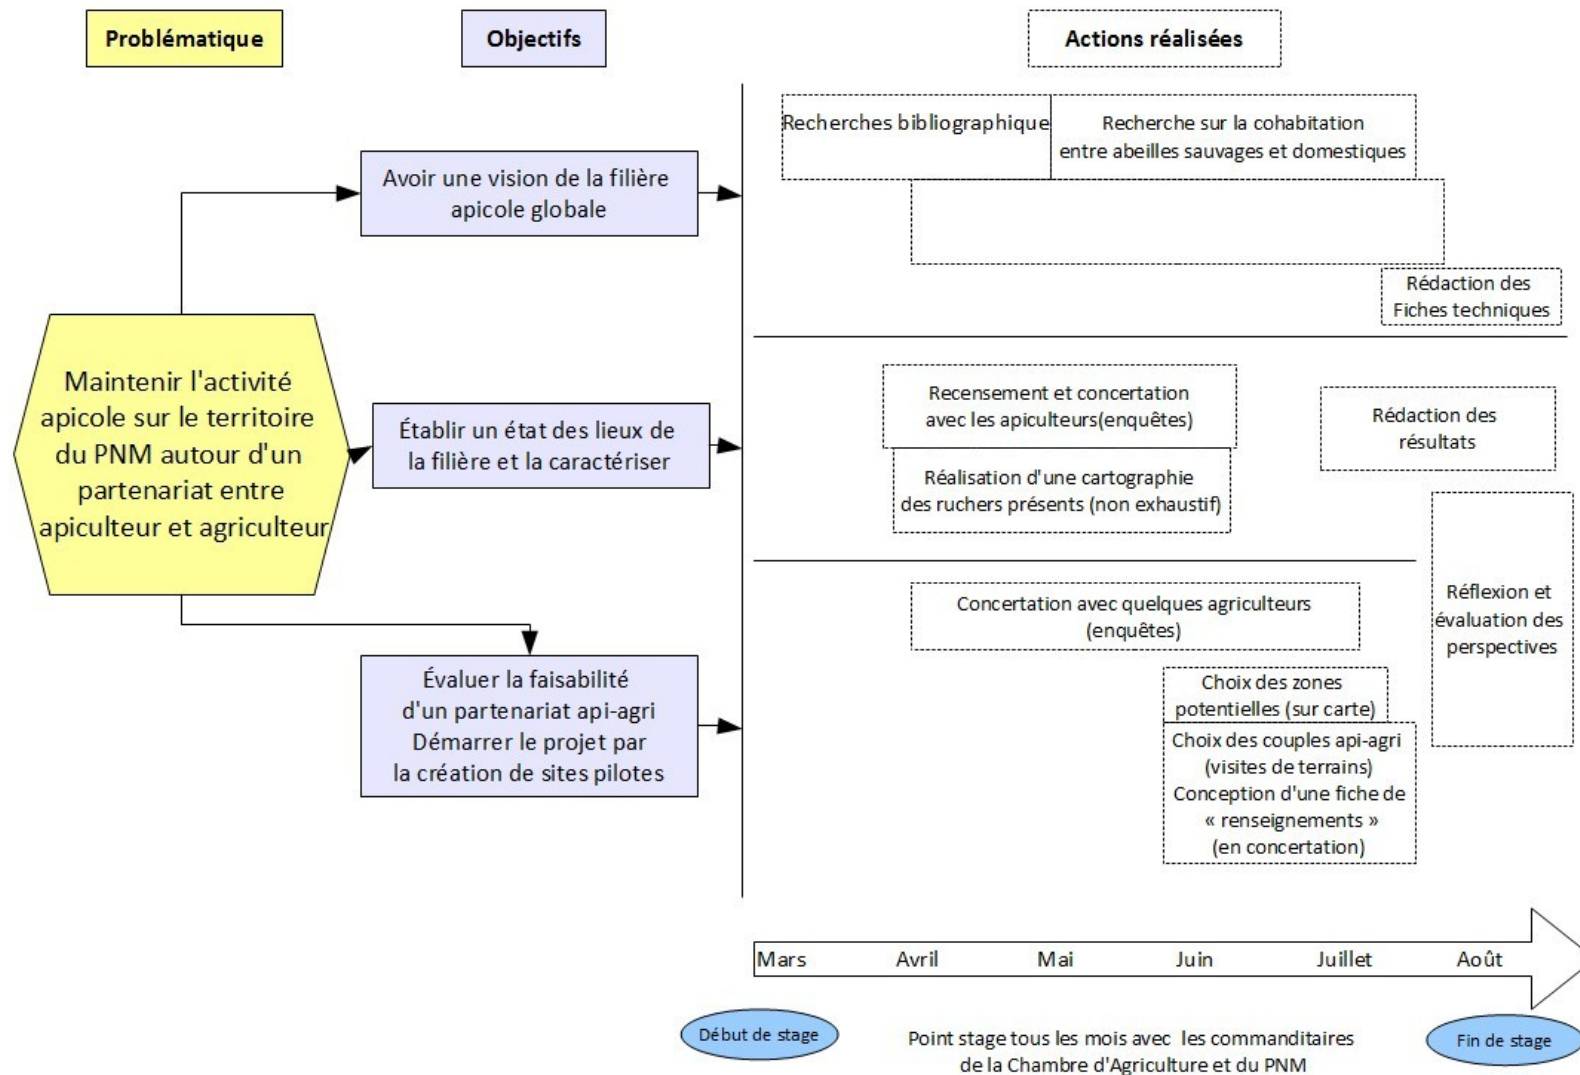 Problématique
Objectifs
Actions réalisées
Recherches bibliographique
Recherche sur la cohabitation
entre abeilles sauvages et domestiques
Avoir une vision de la filière
apicole globale
Rédaction des
Fiches techniques
Maintenir l'activité
apicole sur le territoire
du PNM autour d'un
partenariat entre
apiculteur et agriculteur
Établir un état des lieux de
la filière et la caractériser
Recensement et concertation
avec les apiculteurs(enquêtes)
Réalisation d'une cartographie
des ruchers présents (non exhaustif)
Rédaction des
résultats
Concertation avec quelques agriculteurs
(enquêtes)
Réflexion et
évaluation des
perspectives
Évaluer la faisabilité
d'un partenariat api-agri
Démarrer le projet par
la création de sites pilotes
Choix des zones
potentielles (sur carte)
Choix des couples api-agri
(visites de terrains)
Conception d'une fiche de
« renseignements »
(en concertation)
Mars Avril Mai Juin Juillet Août
Début de stage
Point stage tous les mois avec les commanditaires
de la Chambre d'Agriculture et du PNM
Fin de stage